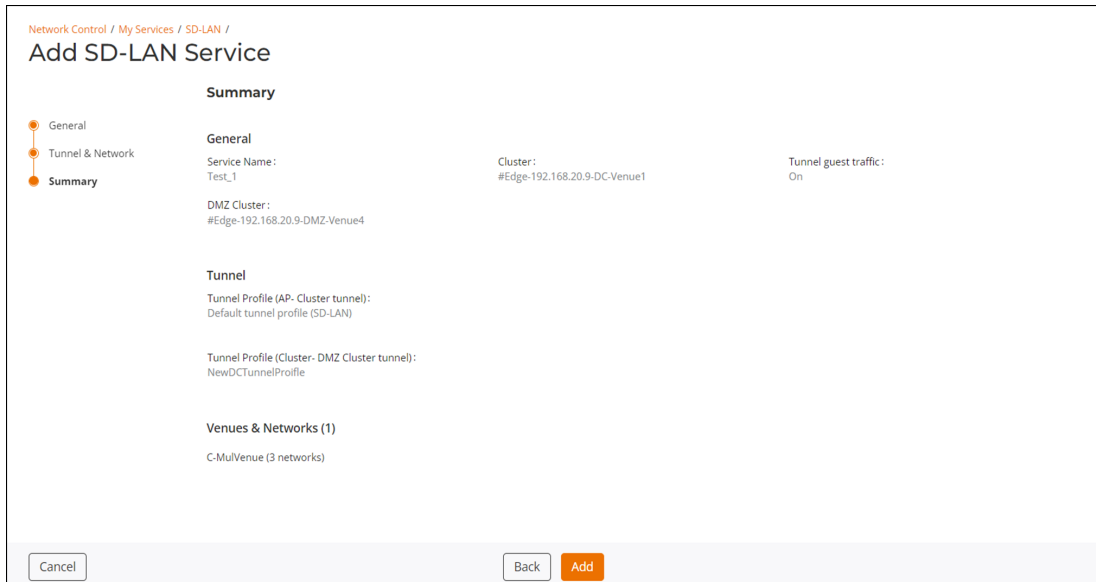 Network Control / My Services / SD-LAN /
Add SD-LAN Service
General
Tunnel & Network
Summary
Summary
General
Service Name:
Test_1
Cluster:
#Edge-192.168.20.9-DC-Venue1
Tunnel guest traffic:
On
DMZ Cluster:
#Edge-192.168.20.9-DMZ-Venue4
Tunnel
Tunnel Profile (AP- Cluster tunnel):
Default tunnel profile (SD-LAN)
Tunnel Profile (Cluster- DMZ Cluster tunnel):
NewDCTunnelProifle
Venues & Networks (1)
C-MulVenue (3 networks)
Cancel
Back
Add